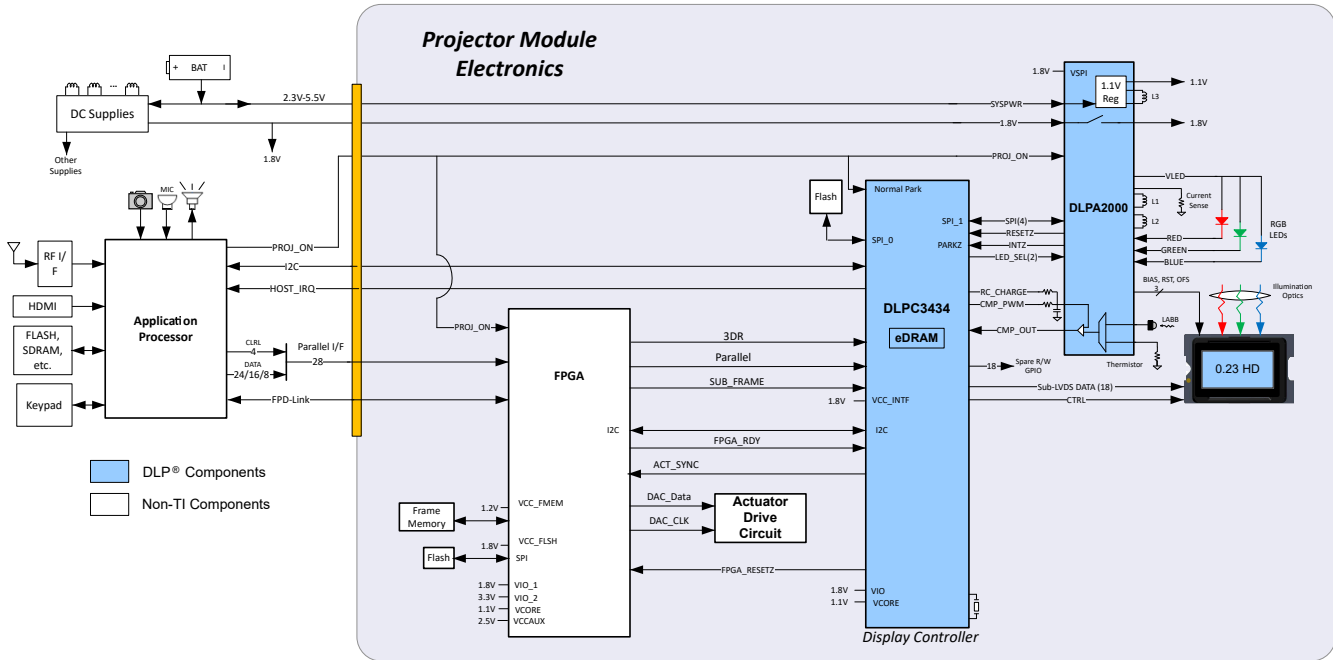 Projector Module
Electronics
+ BAT I
DC Supplies
2.3V-5.5V
Other
Supplies
1.8V
SYSPWR
1.8V
PROJ_ON
1.8V
VSPI
1.1V
Reg
1.1V
L3
1.8V
DLPA2000
VLED
Current
Sense
L1
L2
RED
GREEN
BLUE
RGB
LEDs
BIAS, RST, OFS
3
Illumination
Optics
LABB
Thermistor
0.23 HD
MIC
RF I/
F
HDMI
FLASH,
SDRAM,
etc.
Keypad
Application
Processor
PROJ_ON
I2C
HOST_IRQ
CLRL
4
DATA
24/16/8
Parallel I/F
28
FPD-Link
DLP® Components
Non-TI Components
Flash
Normal Park
SPI_0
SPI_1
PARKZ
SPI(4)
RESETZ
INTZ
LED_SEL(2)
DLPC3434
eDRAM
RC_CHARGE
CMP_PWM
CMP_OUT
18
Spare R/W
GPIO
Sub-LVDS DATA (18)
CTRL
1.8V
VCC_INTF
I2C
1.8V
VIO
1.1V
VCORE
Display Controller
PROJ_ON
FPGA
3DR
Parallel
SUB_FRAME
I2C
FPGA_RDY
ACT_SYNC
DAC_Data
DAC_CLK
Actuator
Drive
Circuit
FPGA_RESETZ
Frame
Memory
1.2V
VCC_FMEM
1.8V
VCC_FLSH
Flash
SPI
1.8V
VIO_1
3.3V
VIO_2
1.1V
VCORE
2.5V
VCCAUX